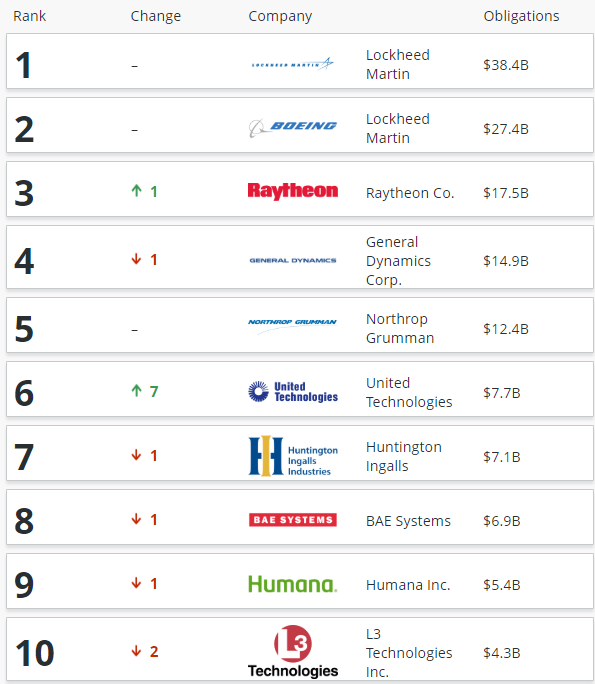 Rank Change Company Obligations
1 – LOCKHEED MARTIN Lockheed Martin $38.4B
2 – BOEING Lockheed Martin $27.4B
3 ↑ 1 Raytheon Raytheon Co. $17.5B
4 ↓ 1 GENERAL DYNAMICS General Dynamics Corp. $14.9B
5 – NORTHROP GRUMMAN Northrop Grumman $12.4B
6 ↑ 7 United Technologies United Technologies $7.7B
7 ↓ 1 Huntington Ingalls Industries Huntington Ingalls $7.1B
8 ↓ 1 BAE SYSTEMS BAE Systems $6.9B
9 ↓ 1 Humana. Humana Inc. $5.4B
10 ↓ 2 L3 Technologies L3 Technologies Inc. $4.3B